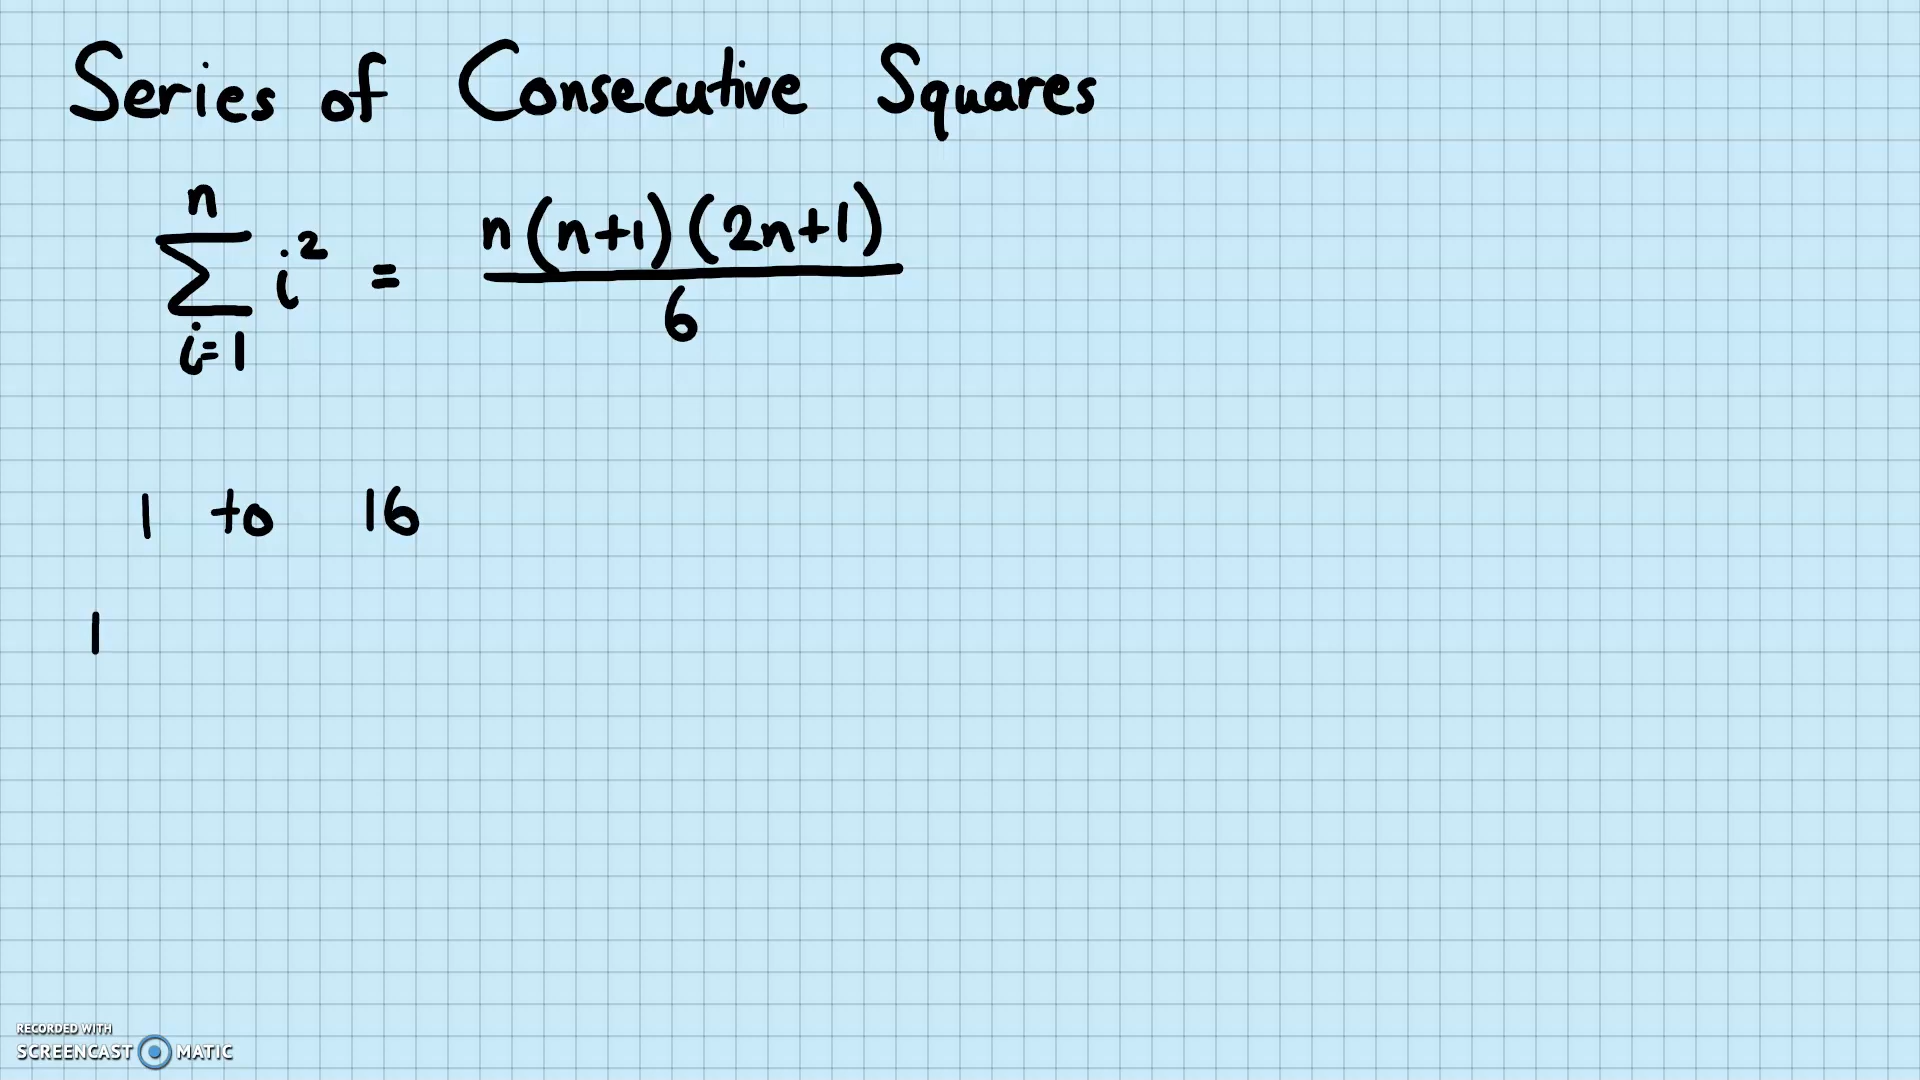 Series of Consecutive Squares
n
∑ i² = n(n+1)(2n+1)
6
i=1
1 to 16
1
RECORDED WITH
SCREENCAST MATIC